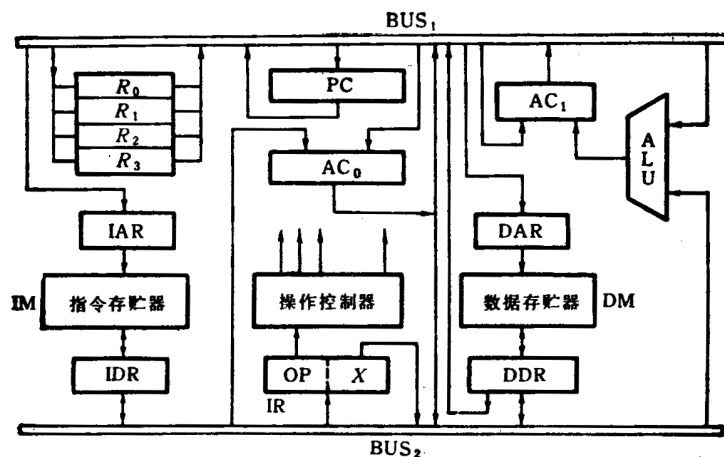 BUS₁
R₀
R₁
R₂
R₃
PC
AC₀
AC₁
ALU
IAR
DAR
IM
指令存贮器
操作控制器
数据存贮器
DM
IDR
OP
X
IR
DDR
BUS₂